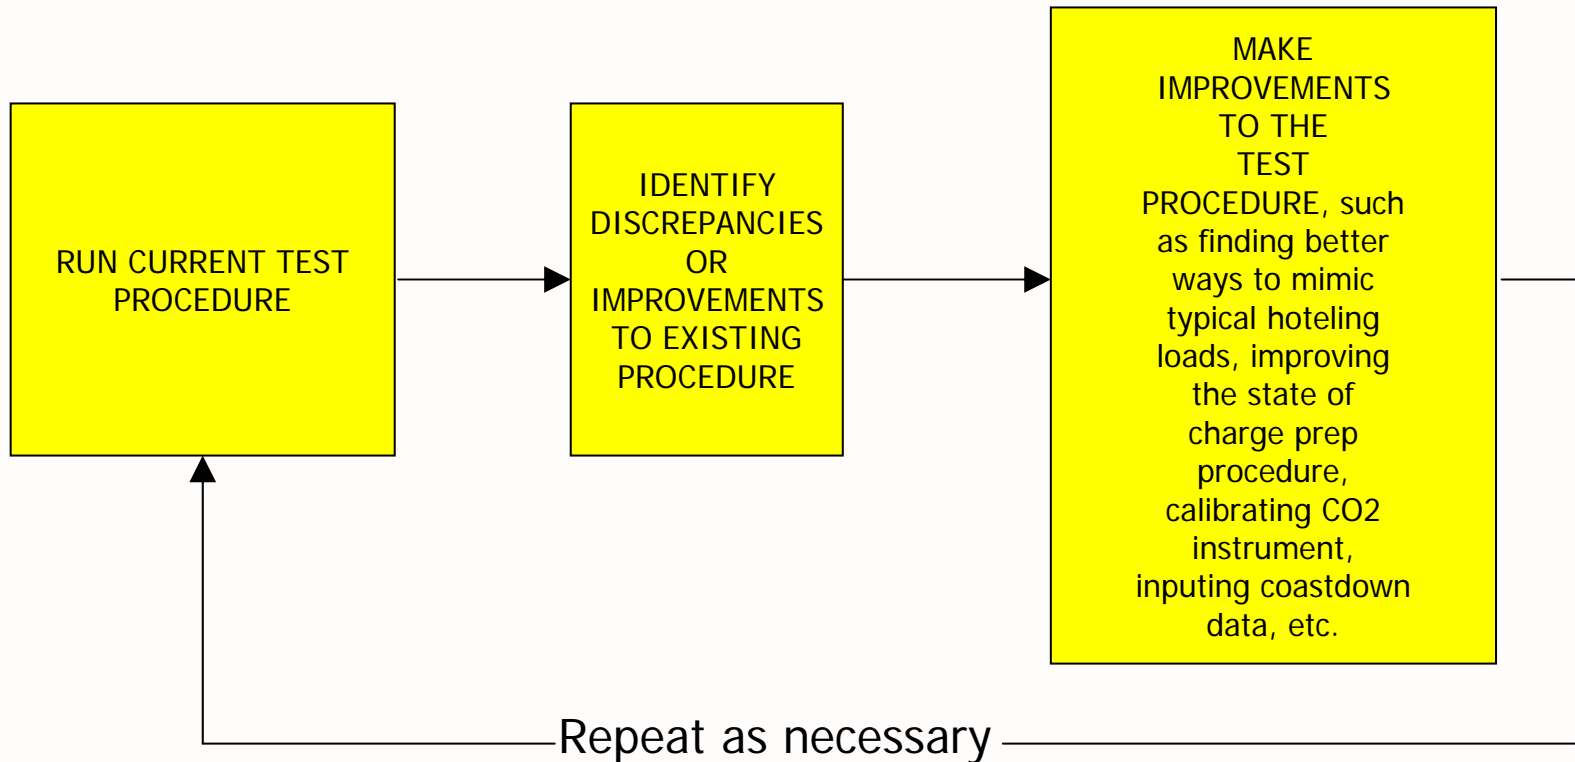 RUN CURRENT TEST
PROCEDURE
IDENTIFY
DISCREPANCIES
OR
IMPROVEMENTS
TO EXISTING
PROCEDURE
MAKE
IMPROVEMENTS
TO THE
TEST
PROCEDURE, such
as finding better
ways to mimic
typical hoteling
loads, improving
the state of
charge prep
procedure,
calibrating CO2
instrument,
inputing coastdown
data, etc.
Repeat as necessary